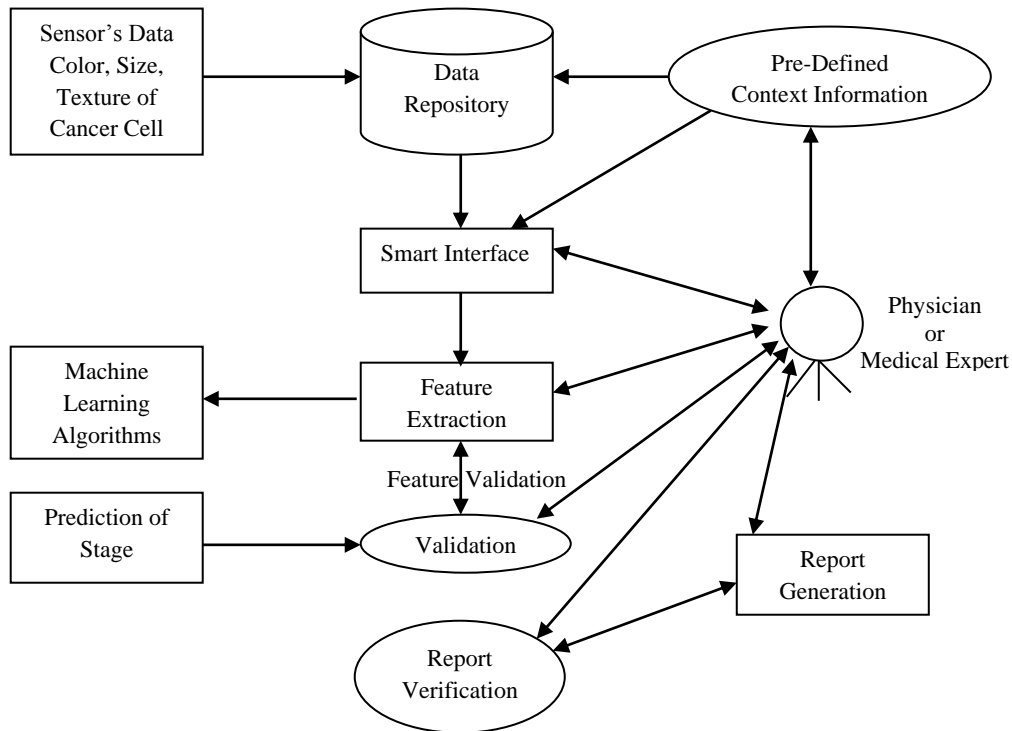 Sensor’s Data
Color, Size,
Texture of
Cancer Cell
Data
Repository
Pre-Defined
Context Information
Smart Interface
Physician
or
Medical Expert
Machine
Learning
Algorithms
Feature
Extraction
Feature Validation
Prediction of
Stage
Validation
Report
Generation
Report
Verification